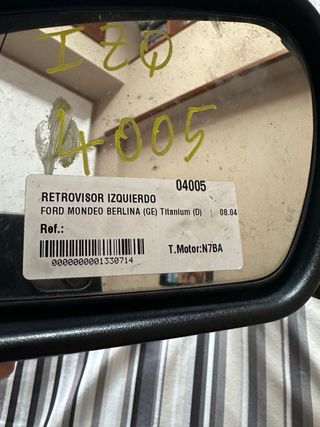 IZQ
4005
04005
RETROVISOR IZQUIERDO
FORD MONDEO BERLINA (GE) Titanium (D) | 08.04
Ref.:
T.Motor:N7BA
0000000001330714